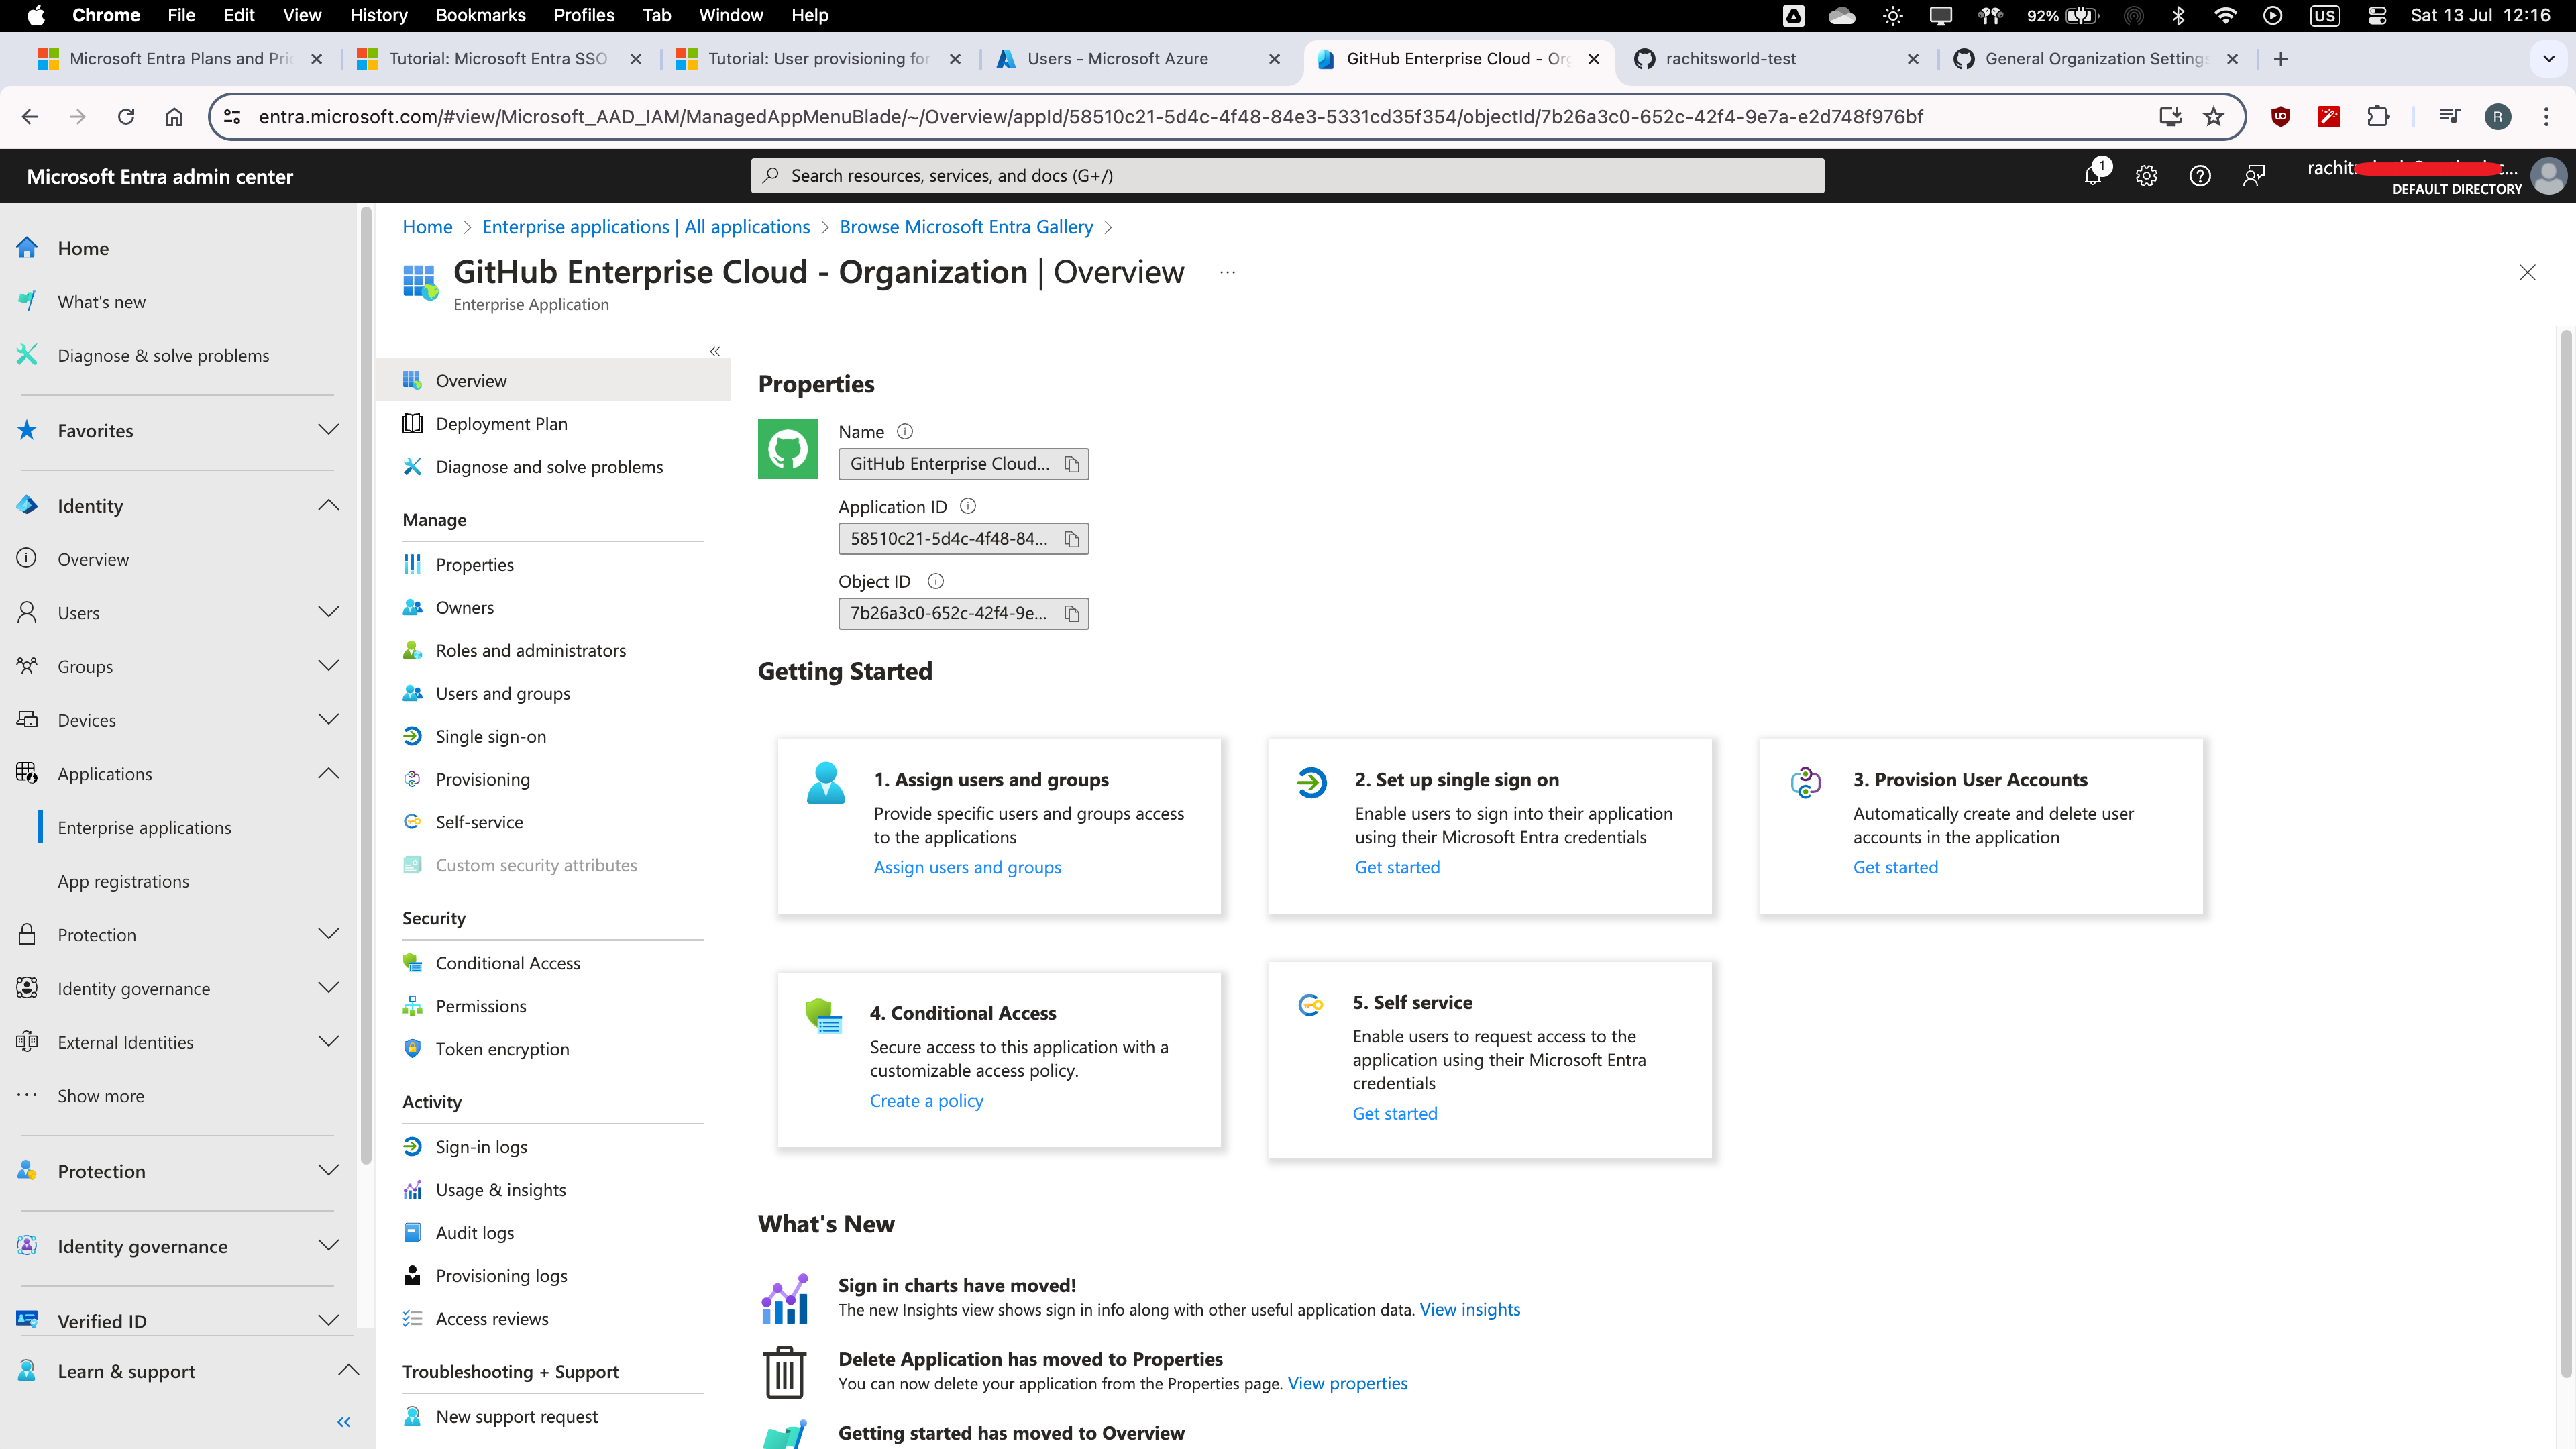 Chrome File Edit View History Bookmarks Profiles Tab Window Help
92% US Sat 13 Jul 12:16
Microsoft Entra Plans and Pri
Tutorial: Microsoft Entra SSO
Tutorial: User provisioning for
Users - Microsoft Azure
GitHub Enterprise Cloud - Org
rachitsworld-test
General Organization Settings
entra.microsoft.com/#view/Microsoft_AAD_IAM/ManagedAppMenuBlade/~/Overview/appId/58510c21-5d4c-4f48-84e3-5331cd35f354/objectId/7b26a3c0-652c-42f4-9e7a-e2d748f976bf
R
Microsoft Entra admin center
Search resources, services, and docs (G+/)
1
rachit
c...
DEFAULT DIRECTORY
Home
What's new
Diagnose & solve problems
Favorites
Identity
Overview
Users
Groups
Devices
Applications
Enterprise applications
App registrations
Protection
Identity governance
External Identities
Show more
Protection
Identity governance
Verified ID
Learn & support
Home > Enterprise applications | All applications > Browse Microsoft Entra Gallery >
GitHub Enterprise Cloud - Organization | Overview ...
Enterprise Application
Overview
Deployment Plan
Diagnose and solve problems
Manage
Properties
Owners
Roles and administrators
Users and groups
Single sign-on
Provisioning
Self-service
Custom security attributes
Security
Conditional Access
Permissions
Token encryption
Activity
Sign-in logs
Usage & insights
Audit logs
Provisioning logs
Access reviews
Troubleshooting + Support
New support request
Properties
Name
GitHub Enterprise Cloud...
Application ID
58510c21-5d4c-4f48-84...
Object ID
7b26a3c0-652c-42f4-9e...
Getting Started
1. Assign users and groups
Provide specific users and groups access
to the applications
Assign users and groups
2. Set up single sign on
Enable users to sign into their application
using their Microsoft Entra credentials
Get started
3. Provision User Accounts
Automatically create and delete user
accounts in the application
Get started
4. Conditional Access
Secure access to this application with a
customizable access policy.
Create a policy
5. Self service
Enable users to request access to the
application using their Microsoft Entra
credentials
Get started
What's New
Sign in charts have moved!
The new Insights view shows sign in info along with other useful application data. View insights
Delete Application has moved to Properties
You can now delete your application from the Properties page. View properties
Getting started has moved to Overview